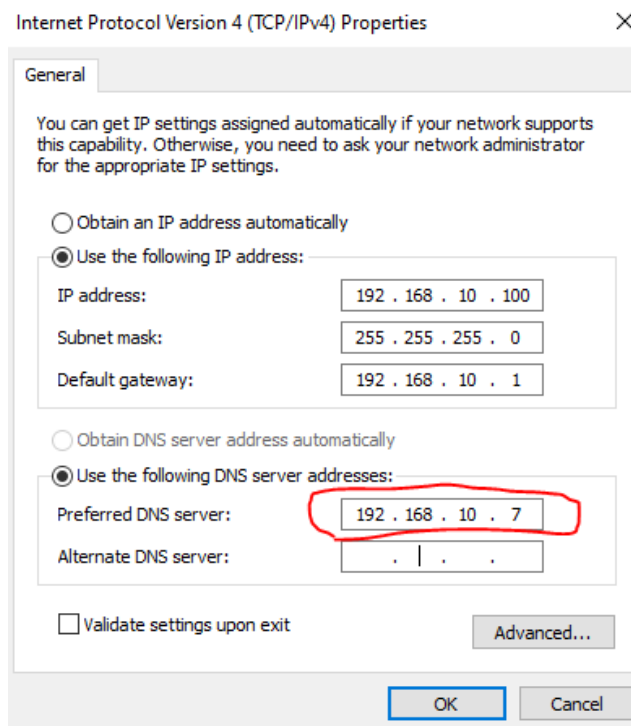 Internet Protocol Version 4 (TCP/IPv4) Properties
General
You can get IP settings assigned automatically if your network supports
this capability. Otherwise, you need to ask your network administrator
for the appropriate IP settings.
Obtain an IP address automatically
Use the following IP address:
IP address: 192 . 168 . 10 . 100
Subnet mask: 255 . 255 . 255 . 0
Default gateway: 192 . 168 . 10 . 1
Obtain DNS server address automatically
Use the following DNS server addresses:
Preferred DNS server: 192 . 168 . 10 . 7
Alternate DNS server: . . .
Validate settings upon exit
Advanced...
OK Cancel